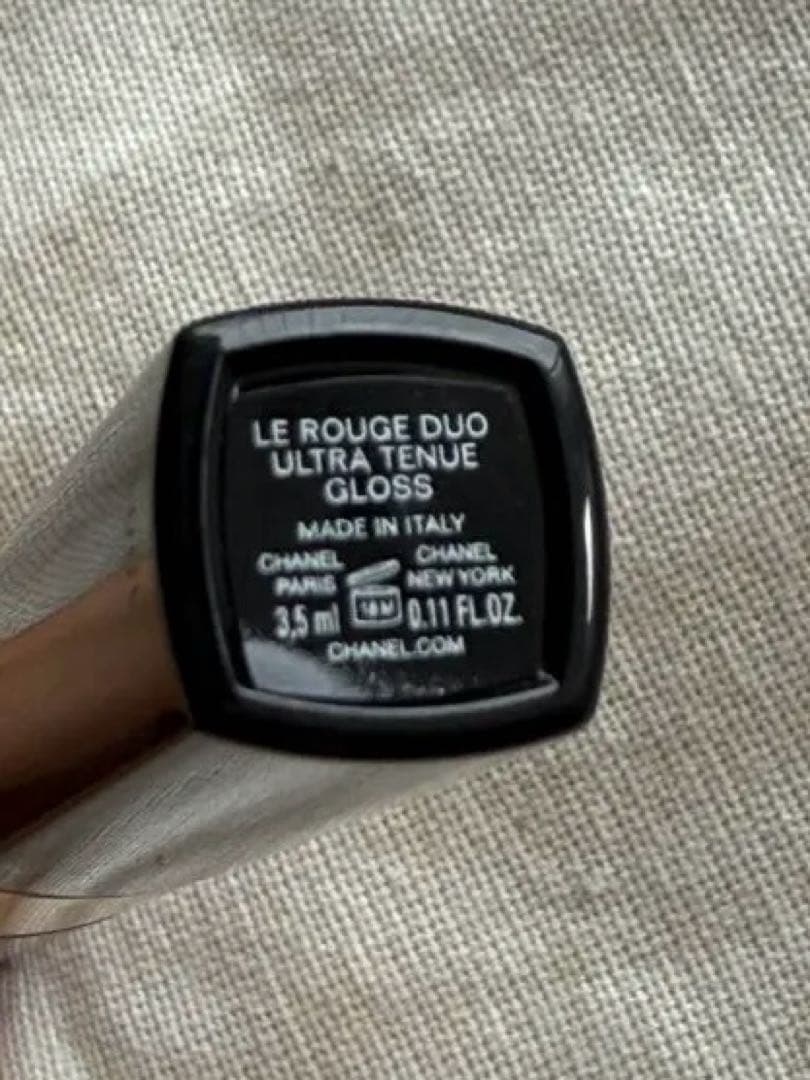 LE ROUGE DUO
ULTRA TENUE
GLOSS
MADE IN ITALY
CHANEL CHANEL
PARIS NEW YORK
3,5 ml 18 M 0.11 FL.OZ.
CHANEL.COM